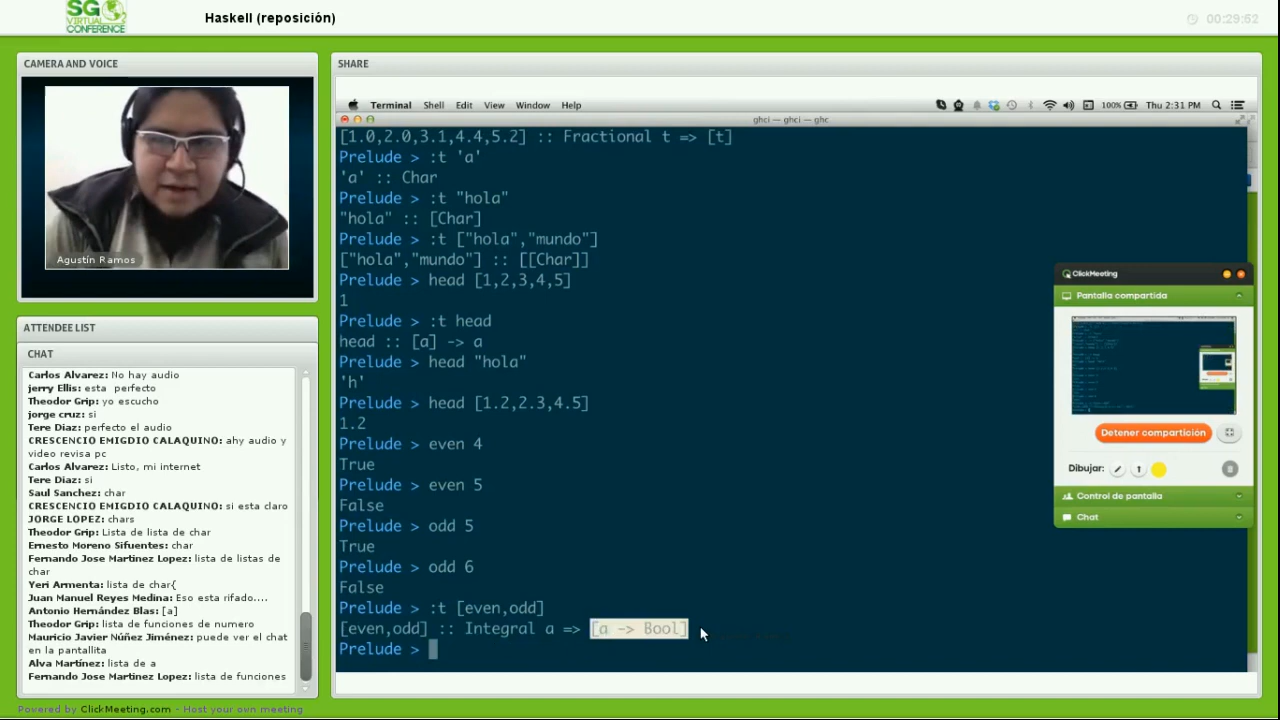 SG
VIRTUAL
CONFERENCE
Haskell (reposición)
00:29:52
CAMERA AND VOICE
Agustín Ramos
ATTENDEE LIST
CHAT
Carlos Alvarez: No hay audio
jerry Ellis: esta perfecto
Theodor Grip: yo escucho
jorge cruz: si
Tere Diaz: perfecto el audio
CRESCENCIO EMIGDIO CALAQUINO: ahy audio y
video revisa pc
Carlos Alvarez: Listo, mi internet
Tere Diaz: si
Saul Sanchez: char
CRESCENCIO EMIGDIO CALAQUINO: si esta claro
JORGE LOPEZ: chars
Theodor Grip: Lista de lista de char
Ernesto Moreno Sifuentes: char
Fernando Jose Martinez Lopez: lista de listas de
char
Yeri Armenta: lista de char{
Juan Manuel Reyes Medina: Eso esta rifado....
Antonio Hernández Blas: [a]
Theodor Grip: lista de funciones de numero
Mauricio Javier Núñez Jiménez: puede ver el chat
en la pantallita
Alva Martínez: lista de a
Fernando Jose Martinez Lopez: lista de funciones
SHARE
Terminal Shell Edit View Window Help
100% Thu 2:31 PM
ghci — ghci — ghc
[1.0,2.0,3.1,4.4,5.2] :: Fractional t => [t]
Prelude > :t 'a'
'a' :: Char
Prelude > :t "hola"
"hola" :: [Char]
Prelude > :t ["hola","mundo"]
["hola","mundo"] :: [[Char]]
Prelude > head [1,2,3,4,5]
1
Prelude > :t head
head :: [a] -> a
Prelude > head "hola"
'h'
Prelude > head [1.2,2.3,4.5]
1.2
Prelude > even 4
True
Prelude > even 5
False
Prelude > odd 5
True
Prelude > odd 6
False
Prelude > :t [even,odd]
[even,odd] :: Integral a => [a -> Bool]
Prelude >
ClickMeeting
Pantalla compartida
Detener compartición
Dibujar:
Control de pantalla
Chat
Powered by ClickMeeting.com - Host your own meeting